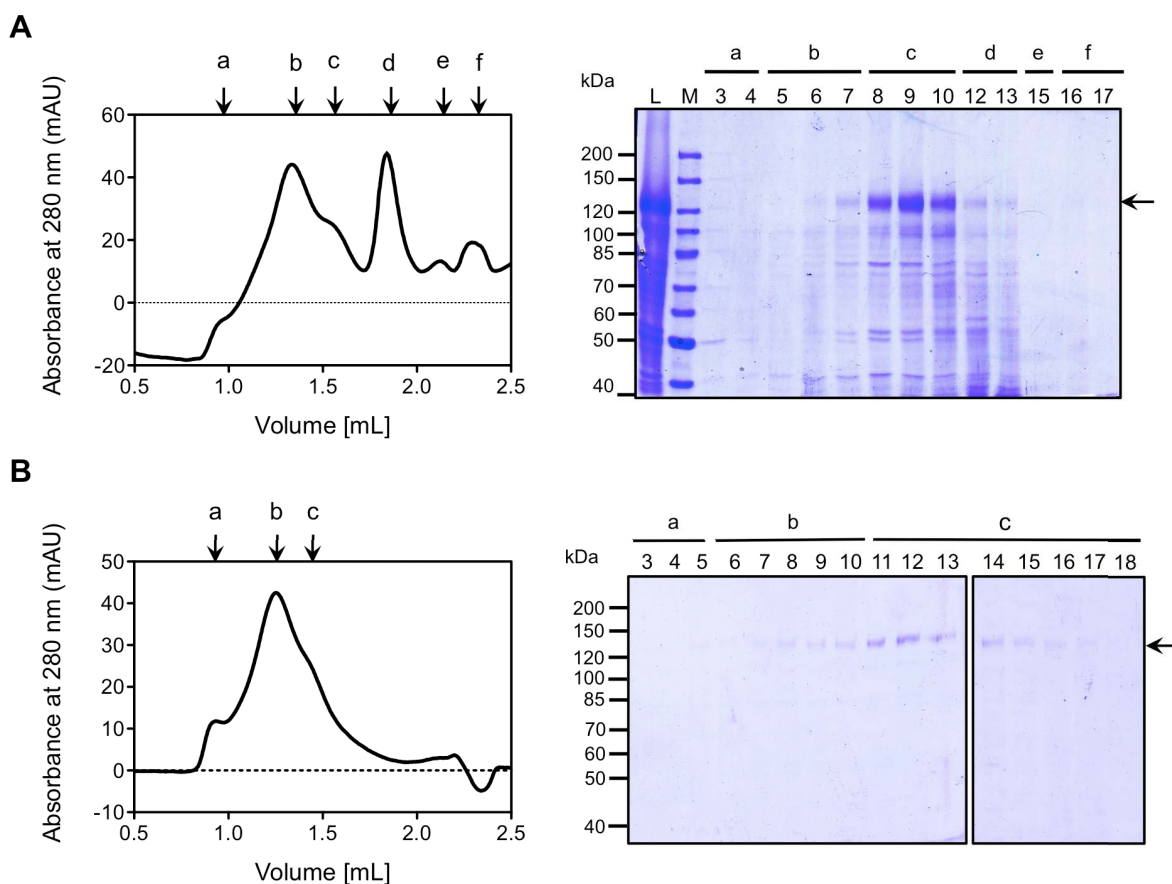 A
a b c d e f
Absorbance at 280 nm (mAU)
60
40
20
0
-20
0.5 1.0 1.5 2.0 2.5
Volume [mL]
a b c d e f
kDa
L M 3 4 5 6 7 8 9 10 12 13 15 16 17
200
150
120
100
85
70
60
50
40
B
a b c
Absorbance at 280 nm (mAU)
50
40
30
20
10
0
-10
0.5 1.0 1.5 2.0 2.5
Volume [mL]
a b c
kDa
3 4 5 6 7 8 9 10 11 12 13 14 15 16 17 18
200
150
120
100
85
70
60
50
40